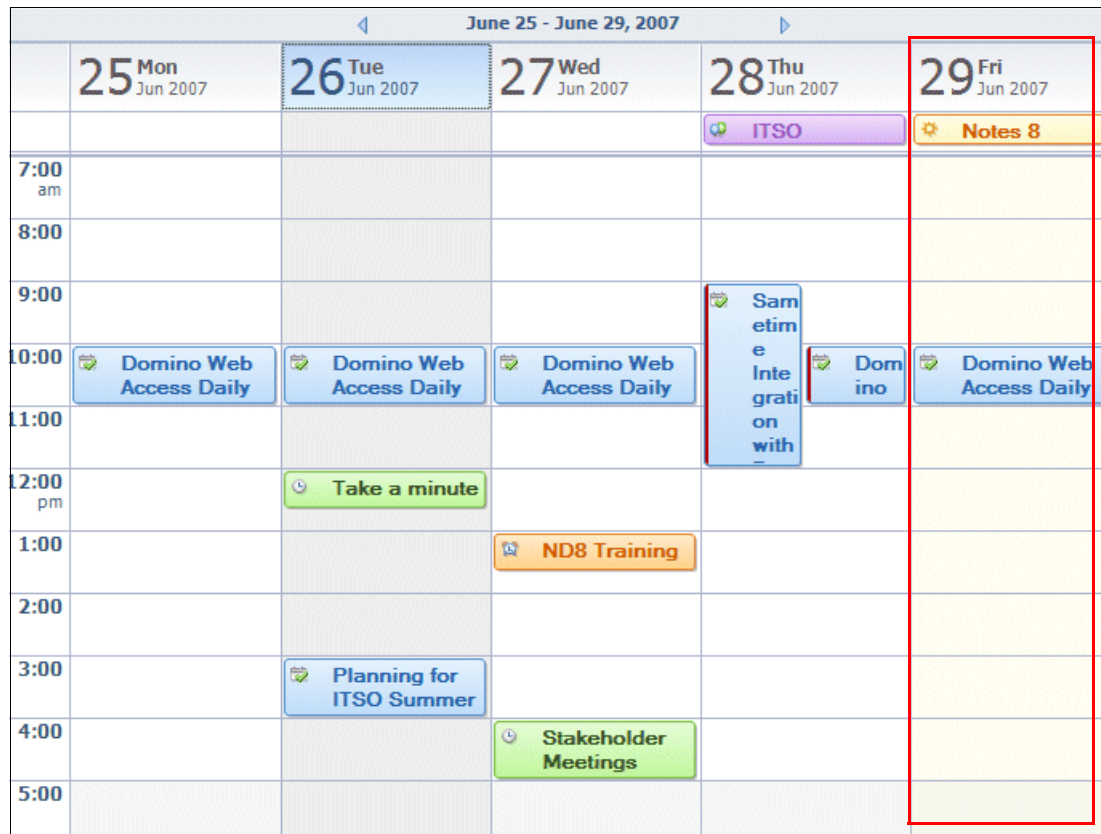 June 25 - June 29, 2007
25 Mon
Jun 2007
26 Tue
Jun 2007
27 Wed
Jun 2007
28 Thu
Jun 2007
29 Fri
Jun 2007
ITSO
Notes 8
7:00
am
8:00
9:00
Sam
etim
e
Inte
grati
on
with
10:00
Domino Web
Access Daily
Domino Web
Access Daily
Domino Web
Access Daily
Dom
ino
Domino Web
Access Daily
11:00
12:00
pm
Take a minute
1:00
ND8 Training
2:00
3:00
Planning for
ITSO Summer
4:00
Stakeholder
Meetings
5:00